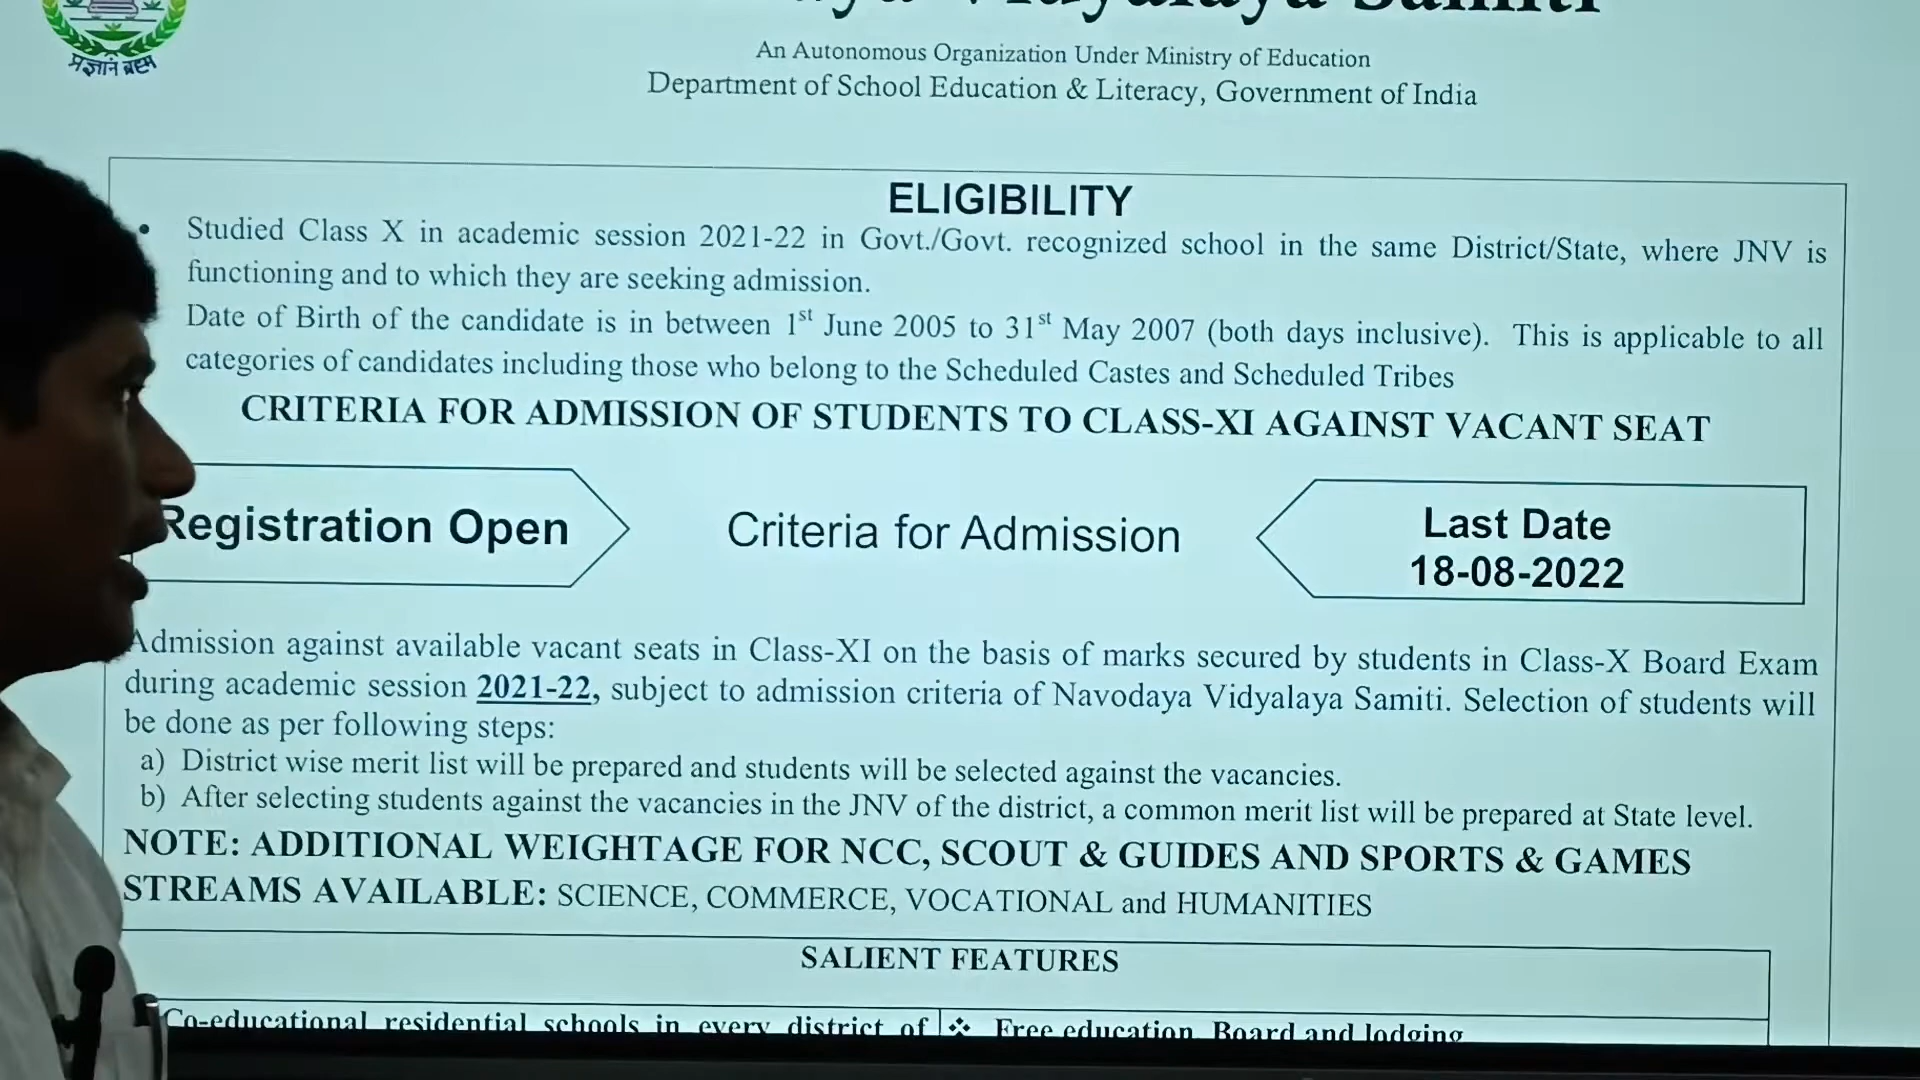 Vidyalaya Samiti
प्रज्ञानं ब्रह्म
An Autonomous Organization Under Ministry of Education
Department of School Education & Literacy, Government of India
ELIGIBILITY
• Studied Class X in academic session 2021-22 in Govt./Govt. recognized school in the same District/State, where JNV is
functioning and to which they are seeking admission.
Date of Birth of the candidate is in between 1st June 2005 to 31st May 2007 (both days inclusive). This is applicable to all
categories of candidates including those who belong to the Scheduled Castes and Scheduled Tribes
CRITERIA FOR ADMISSION OF STUDENTS TO CLASS-XI AGAINST VACANT SEAT
Registration Open
Criteria for Admission
Last Date
18-08-2022
Admission against available vacant seats in Class-XI on the basis of marks secured by students in Class-X Board Exam
during academic session 2021-22, subject to admission criteria of Navodaya Vidyalaya Samiti. Selection of students will
be done as per following steps:
a) District wise merit list will be prepared and students will be selected against the vacancies.
b) After selecting students against the vacancies in the JNV of the district, a common merit list will be prepared at State level.
NOTE: ADDITIONAL WEIGHTAGE FOR NCC, SCOUT & GUIDES AND SPORTS & GAMES
STREAMS AVAILABLE: SCIENCE, COMMERCE, VOCATIONAL and HUMANITIES
SALIENT FEATURES
Co-educational residential schools in every district of
❖ Free education, Board and lodging